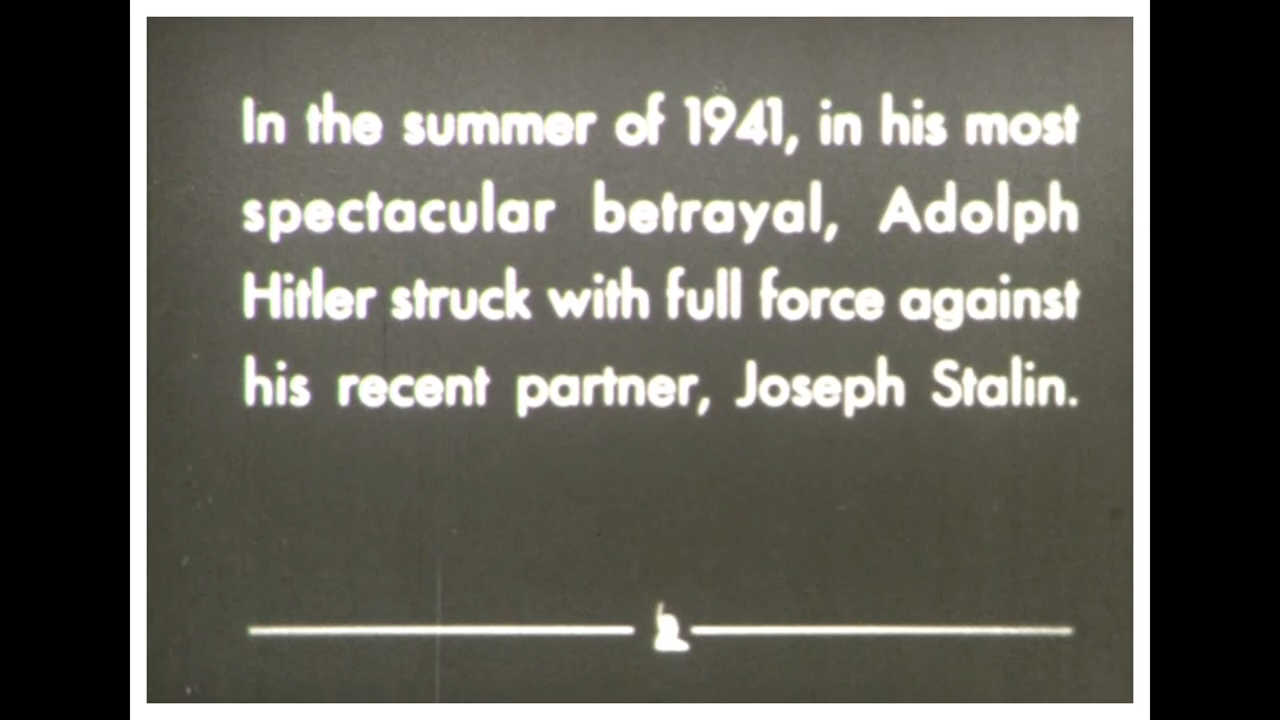 In the summer of 1941, in his most
spectacular betrayal, Adolph
Hitler struck with full force against
his recent partner, Joseph Stalin.